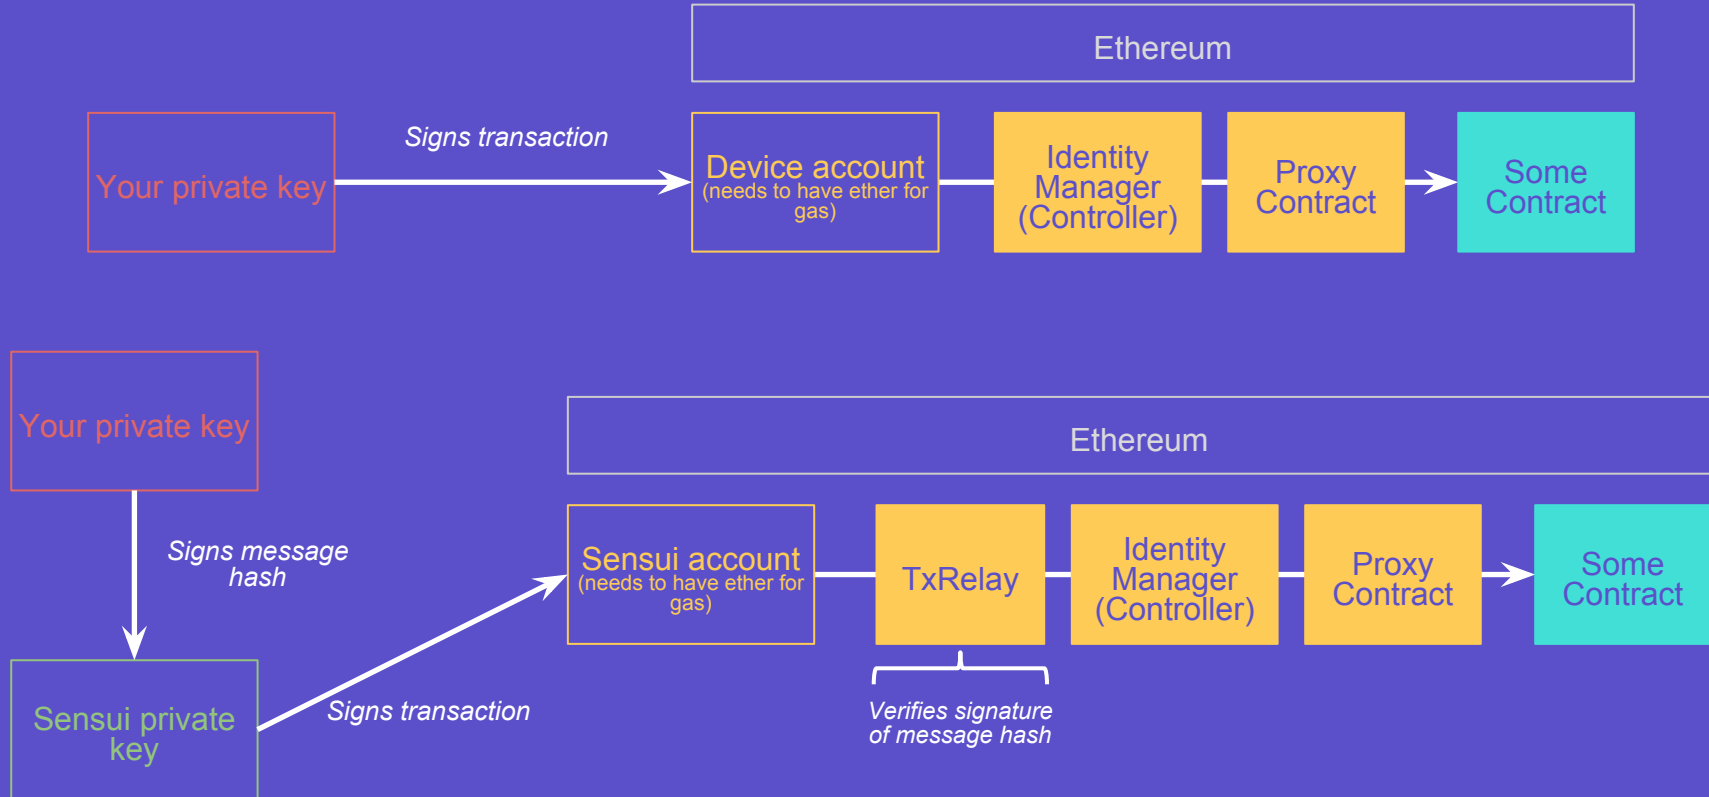 Ethereum
Your private key
Signs transaction
Device account
(needs to have ether for
gas)
Identity
Manager
(Controller)
Proxy
Contract
Some
Contract
Your private key
Signs message
hash
Sensui private
key
Signs transaction
Ethereum
Sensui account
(needs to have ether for
gas)
TxRelay
Verifies signature
of message hash
Identity
Manager
(Controller)
Proxy
Contract
Some
Contract